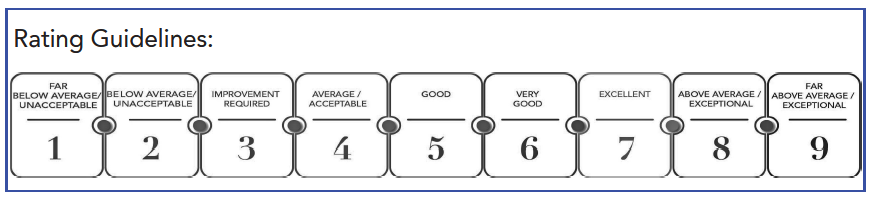 Rating Guidelines:
FAR
BELOW AVERAGE/
UNACCEPTABLE
1
BELOW AVERAGE/
UNACCEPTABLE
2
IMPROVEMENT
REQUIRED
3
AVERAGE /
ACCEPTABLE
4
GOOD
5
VERY
GOOD
6
EXCELLENT
7
ABOVE AVERAGE /
EXCEPTIONAL
8
FAR
ABOVE AVERAGE /
EXCEPTIONAL
9